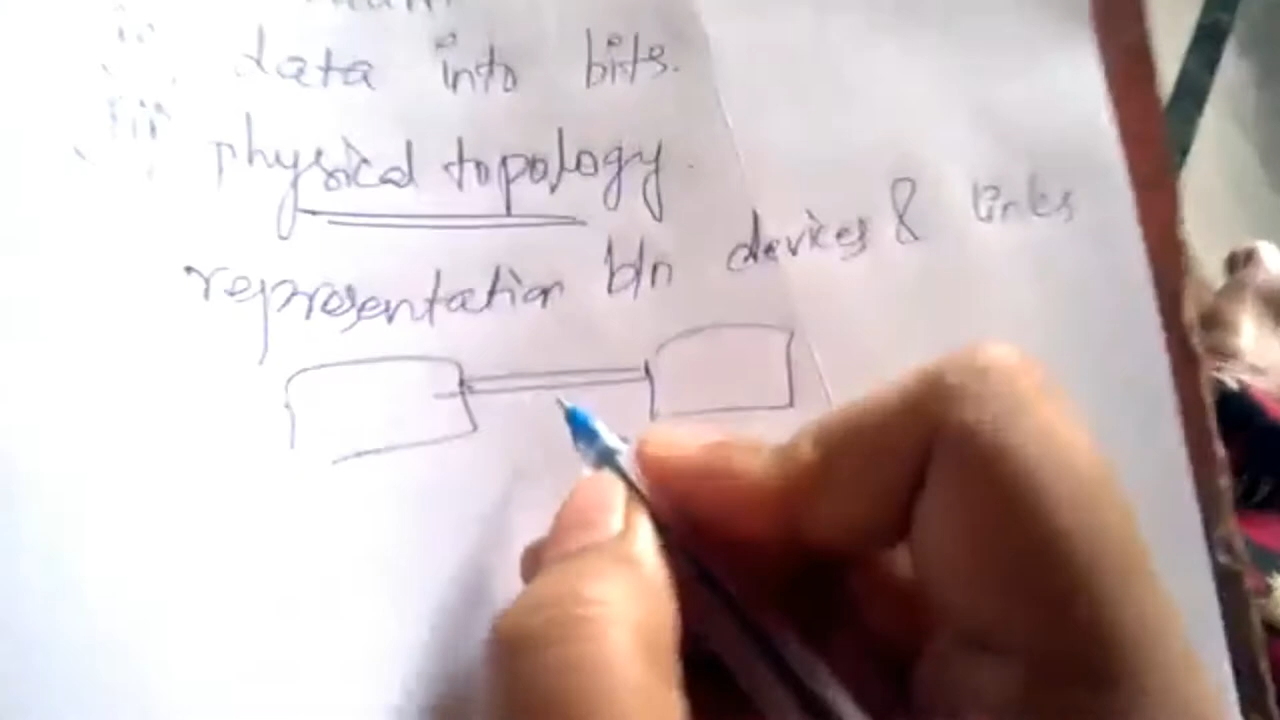 data into bits.
physical topology.
representation b/n devices & links